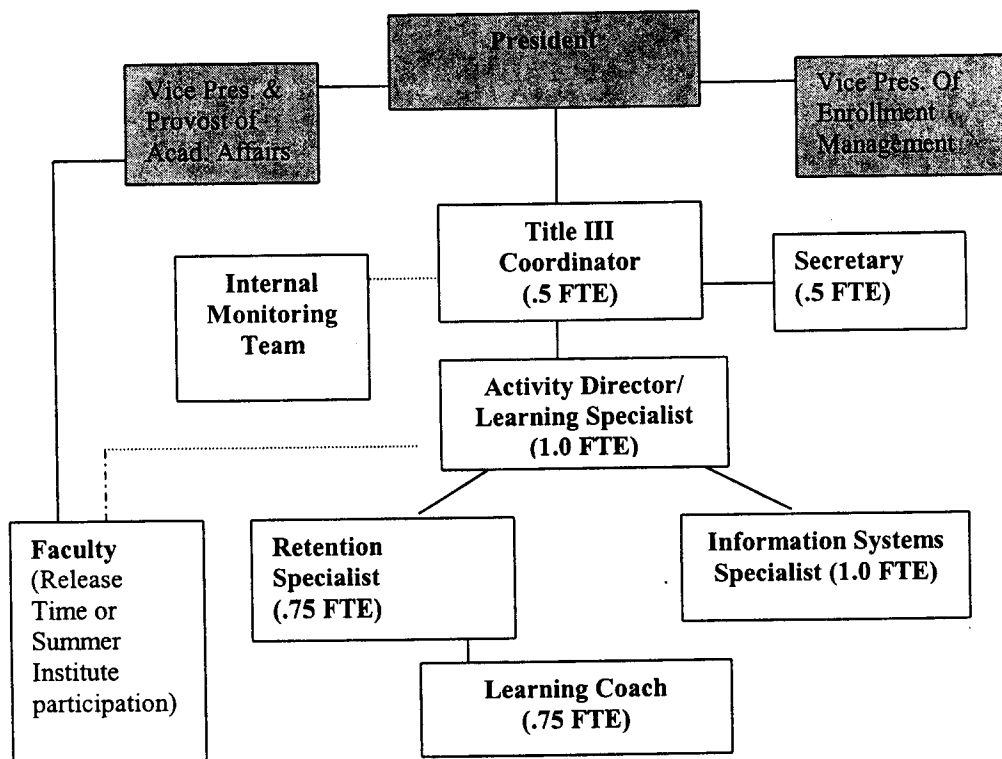 President
Vice Pres. &
Provost of
Acad. Affairs
Vice Pres. Of
Enrollment
Management
Title III
Coordinator
(.5 FTE)
Secretary
(.5 FTE)
Internal
Monitoring
Team
Activity Director/
Learning Specialist
(1.0 FTE)
Faculty
(Release
Time or
Summer
Institute
participation)
Retention
Specialist
(.75 FTE)
Information Systems
Specialist (1.0 FTE)
Learning Coach
(.75 FTE)